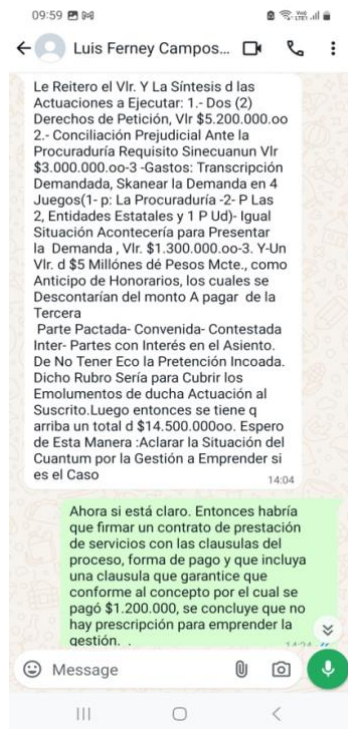 09:59
Luis Ferney Campos...
Le Reitero el Vlr. Y La Síntesis d las
Actuaciones a Ejecutar: 1.- Dos (2)
Derechos de Petición, Vlr $5.200.000.oo
2.- Conciliación Prejudicial Ante la
Procuraduría Requisito Sinecuanun Vlr
$3.000.000.oo-3 -Gastos: Transcripción
Demandada, Skanear la Demanda en 4
Juegos(1- p: La Procuraduría -2- P Las
2, Entidades Estatales y 1 P Ud)- Igual
Situación Acontecería para Presentar
la  Demanda , Vlr. $1.300.000.oo-3. Y-Un
Vlr. d $5 Millónes dé Pesos Mcte., como
Anticipo de Honorarios, los cuales se
Descontarían del monto A pagar  de la
Tercera
Parte Pactada- Convenida- Contestada
Inter- Partes con Interés en el Asiento.
De No Tener Eco la Pretención Incoada.
Dicho Rubro Sería para Cubrir los
Emolumentos de ducha Actuación al
Suscrito.Luego entonces se tiene q
arriba un total d $14.500.000oo. Espero
de Esta Manera :Aclarar la Situación del
Cuantum por la Gestión a Emprender si
es el Caso
14:04
Ahora si está claro. Entonces habría
que firmar un contrato de prestación
de servicios con las clausulas del
proceso, forma de pago y que incluya
una clausula que garantice que
conforme al concepto por el cual se
pagó $1.200.000, se concluye que no
hay prescripción para emprender la
gestión. .
Message